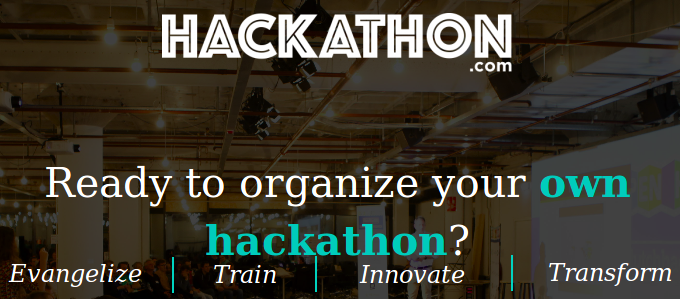 HACKATHON
.com
Ready to organize your own
hackathon?
Evangelize Train Innovate Transform